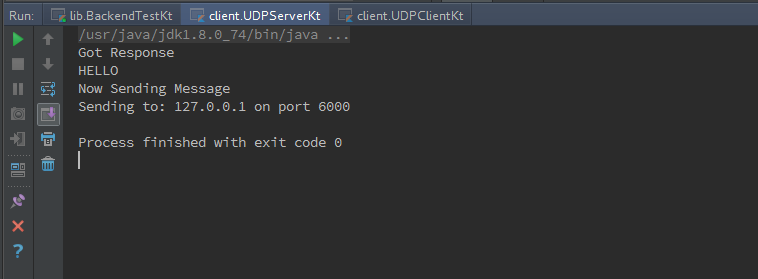 Run: lib.BackendTestKt client.UDPServerKt client.UDPClientKt
/usr/java/jdk1.8.0_74/bin/java ...
Got Response
HELLO
Now Sending Message
Sending to: 127.0.0.1 on port 6000
Process finished with exit code 0